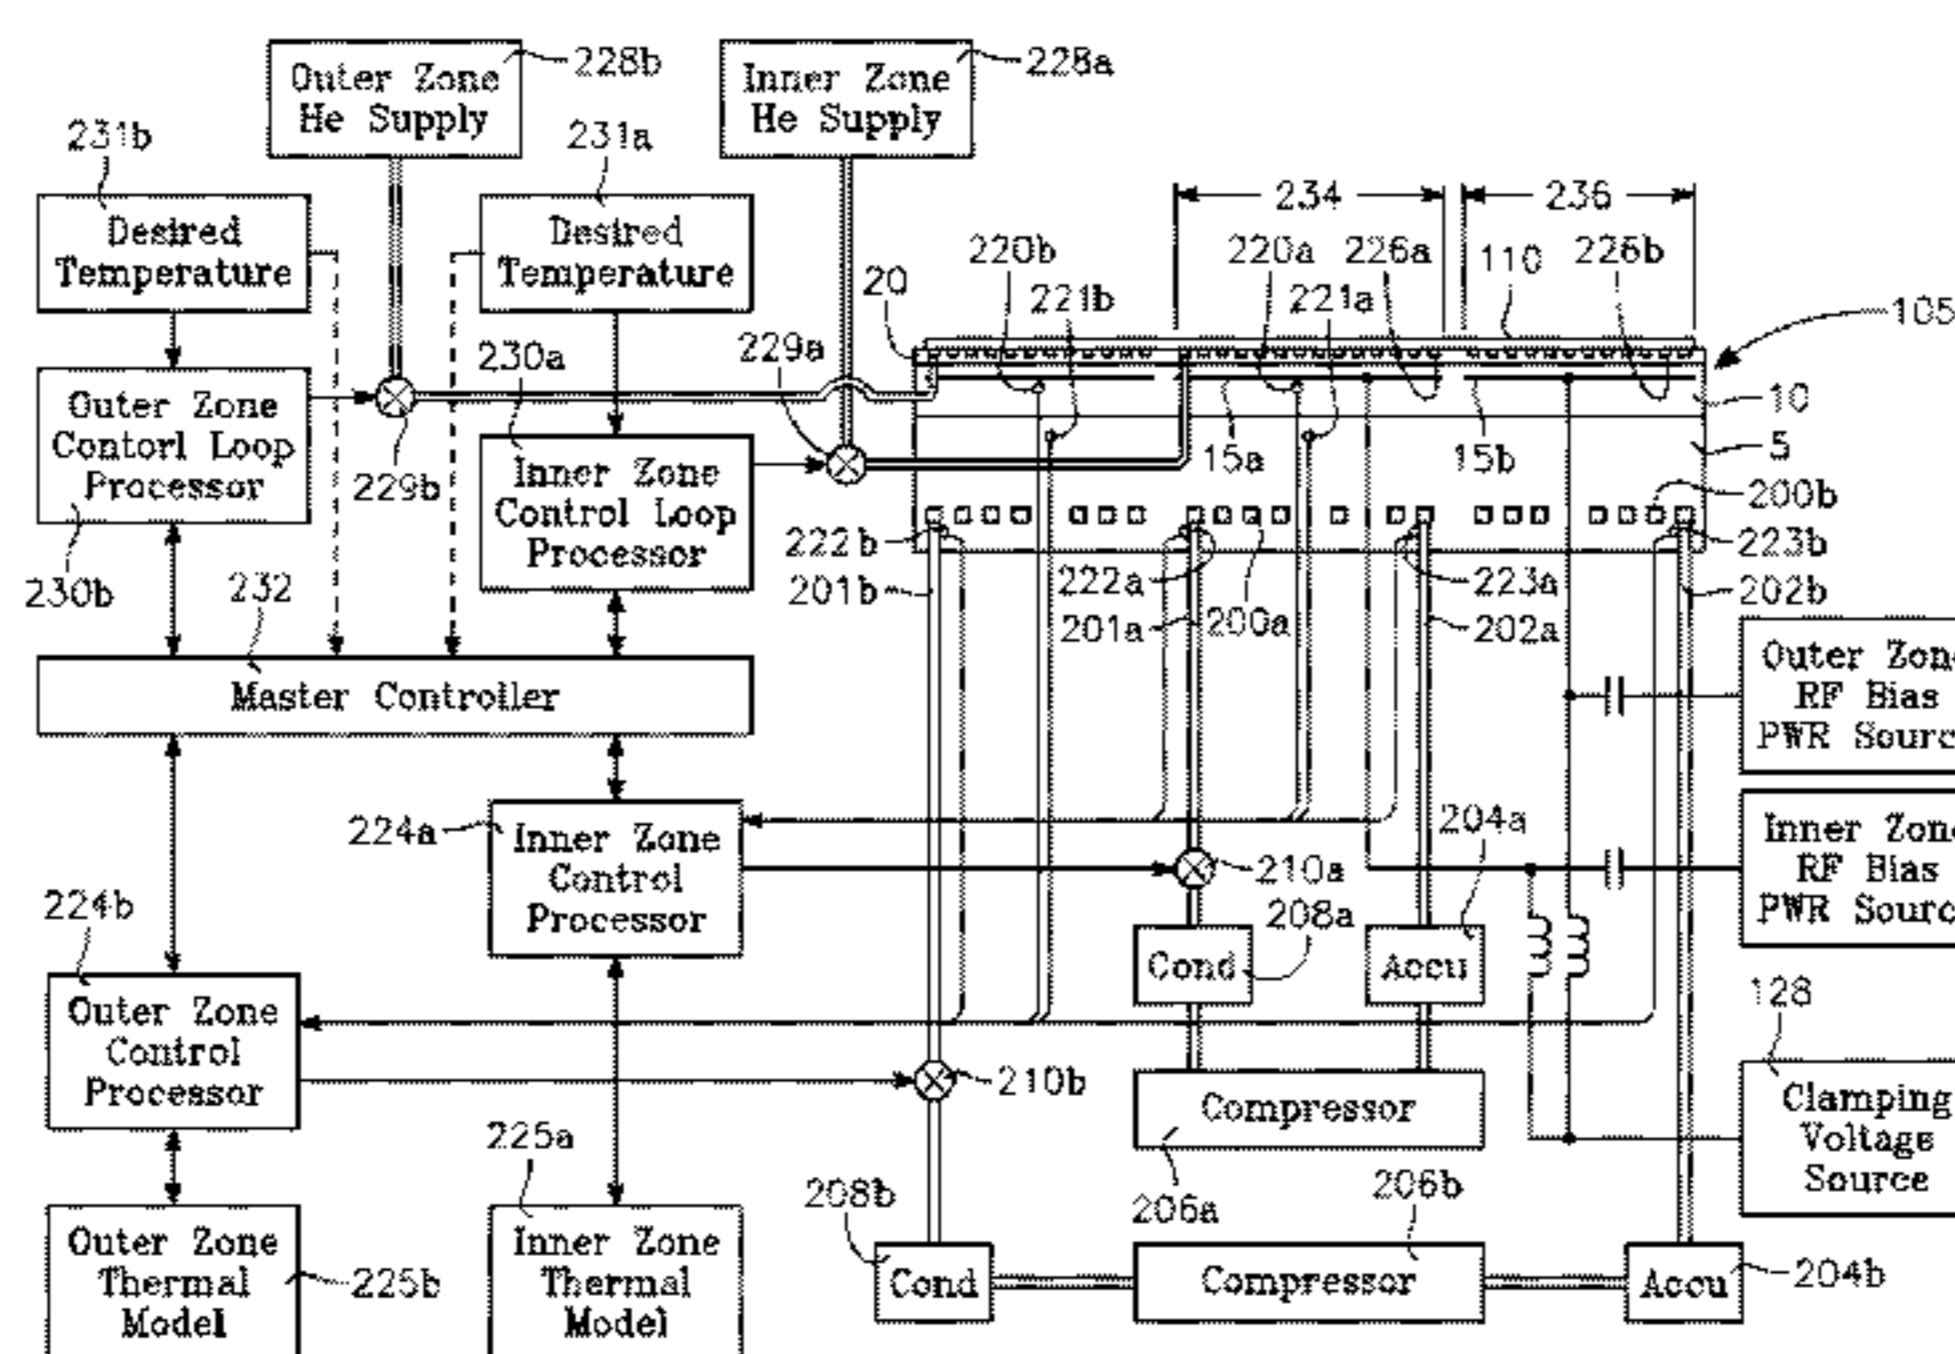 228b
Outer Zone
He Supply
228a
Inner Zone
He Supply
231b
231a
Desired
Temperature
Desired
Temperature
234
236
220b
220a
226a
110
226b
20
221b
221a
105
230a
229a
Outer Zone
Contorl Loop
Processor
229b
Inner Zone
Control Loop
Processor
15a
15b
10
5
200b
230b
232
222b
201b
222a
201a
200a
223a
202a
223b
202b
Master Controller
Outer Zon
RF Bias
PWR Sourc
Inner Zon
RF Bias
PWR Sourc
224a
Inner Zone
Control
Processor
204a
210a
208a
Cond
Accu
224b
Outer Zone
Control
Processor
210b
Compressor
206a
128
Clamping
Voltage
Source
225a
208b
206b
Outer Zone
Thermal
Model
225b
Inner Zone
Thermal
Model
Cond
Compressor
Accu
204b